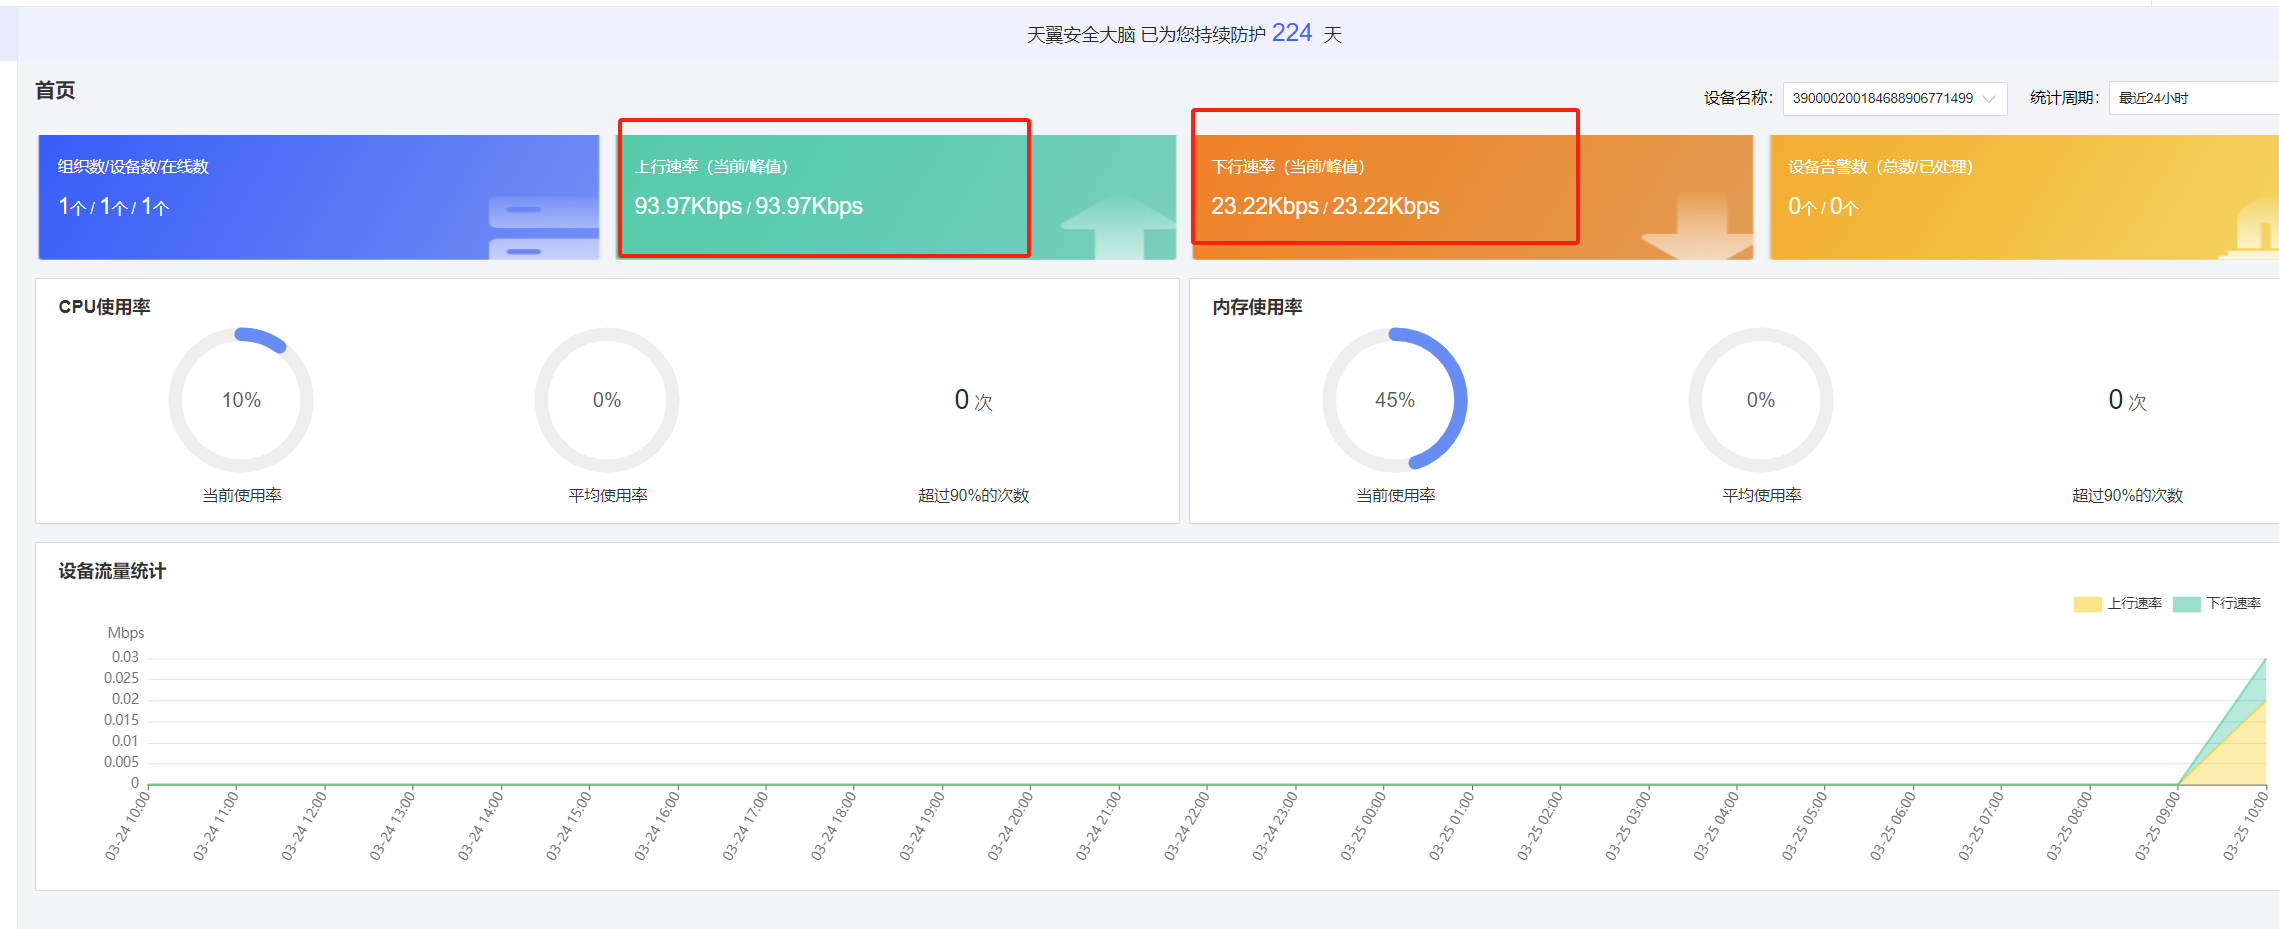 天翼安全大脑 已为您持续防护 224 天
首页
设备名称: 390000200184688906771499 统计周期: 最近24小时
组织数/设备数/在线数
1个 / 1个 / 1个
上行速率（当前/峰值）
93.97Kbps / 93.97Kbps
下行速率（当前/峰值）
23.22Kbps / 23.22Kbps
设备告警数（总数/已处理）
0个 / 0个
CPU使用率
10%
当前使用率
0%
平均使用率
0 次
超过90%的次数
内存使用率
45%
当前使用率
0%
平均使用率
0 次
超过90%的次数
设备流量统计
上行速率 下行速率
Mbps
0.03
0.025
0.02
0.015
0.01
0.005
0
03-24 10:00
03-24 11:00
03-24 12:00
03-24 13:00
03-24 14:00
03-24 15:00
03-24 16:00
03-24 17:00
03-24 18:00
03-24 19:00
03-24 20:00
03-24 21:00
03-24 22:00
03-24 23:00
03-25 00:00
03-25 01:00
03-25 02:00
03-25 03:00
03-25 04:00
03-25 05:00
03-25 06:00
03-25 07:00
03-25 08:00
03-25 09:00
03-25 10:00